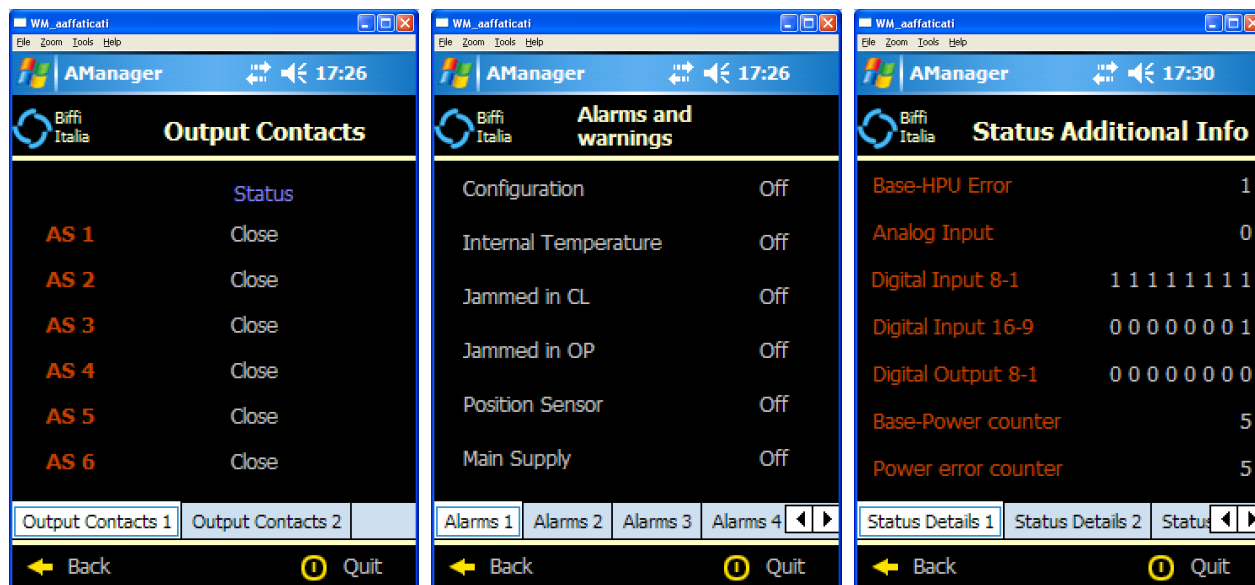 WM_aaffaticati
File Zoom Tools Help
AManager 17:26
Biffi
Italia
Output Contacts
Status
AS 1 Close
AS 2 Close
AS 3 Close
AS 4 Close
AS 5 Close
AS 6 Close
Output Contacts 1 Output Contacts 2
Back Quit
WM_aaffaticati
File Zoom Tools Help
AManager 17:26
Biffi
Italia
Alarms and
warnings
Configuration Off
Internal Temperature Off
Jammed in CL Off
Jammed in OP Off
Position Sensor Off
Main Supply Off
Alarms 1 Alarms 2 Alarms 3 Alarms 4
Back Quit
WM_aaffaticati
File Zoom Tools Help
AManager 17:30
Biffi
Italia
Status Additional Info
Base-HPU Error 1
Analog Input 0
Digital Input 8-1 1 1 1 1 1 1 1 1
Digital Input 16-9 0 0 0 0 0 0 0 1
Digital Output 8-1 0 0 0 0 0 0 0 0
Base-Power counter 5
Power error counter 5
Status Details 1 Status Details 2 Status
Back Quit